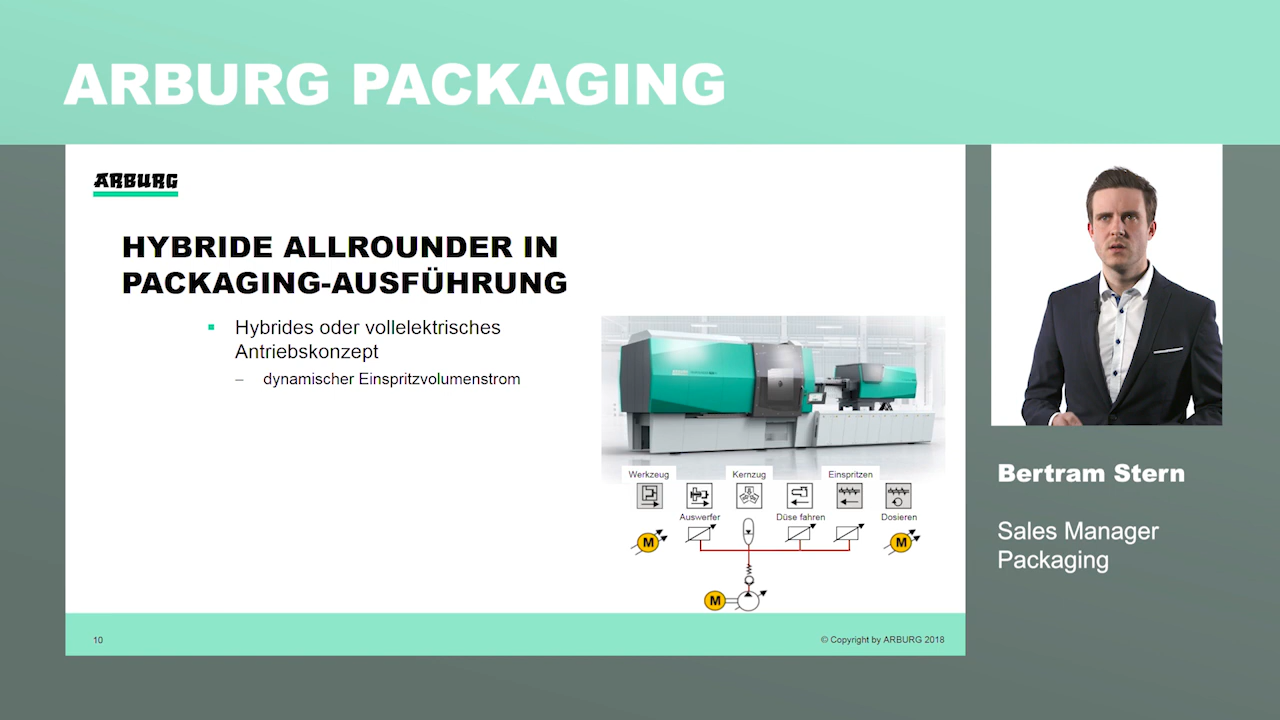 ARBURG PACKAGING
ARBURG
HYBRIDE ALLROUNDER IN
PACKAGING-AUSFÜHRUNG
Hybrides oder vollelektrisches
Antriebskonzept
– dynamischer Einspritzvolumenstrom
Werkzeug
Kernzug
Einspritzen
Auswerfer
Düse fahren
Dosieren
M
M
M
10
© Copyright by ARBURG 2018
Bertram Stern
Sales Manager
Packaging